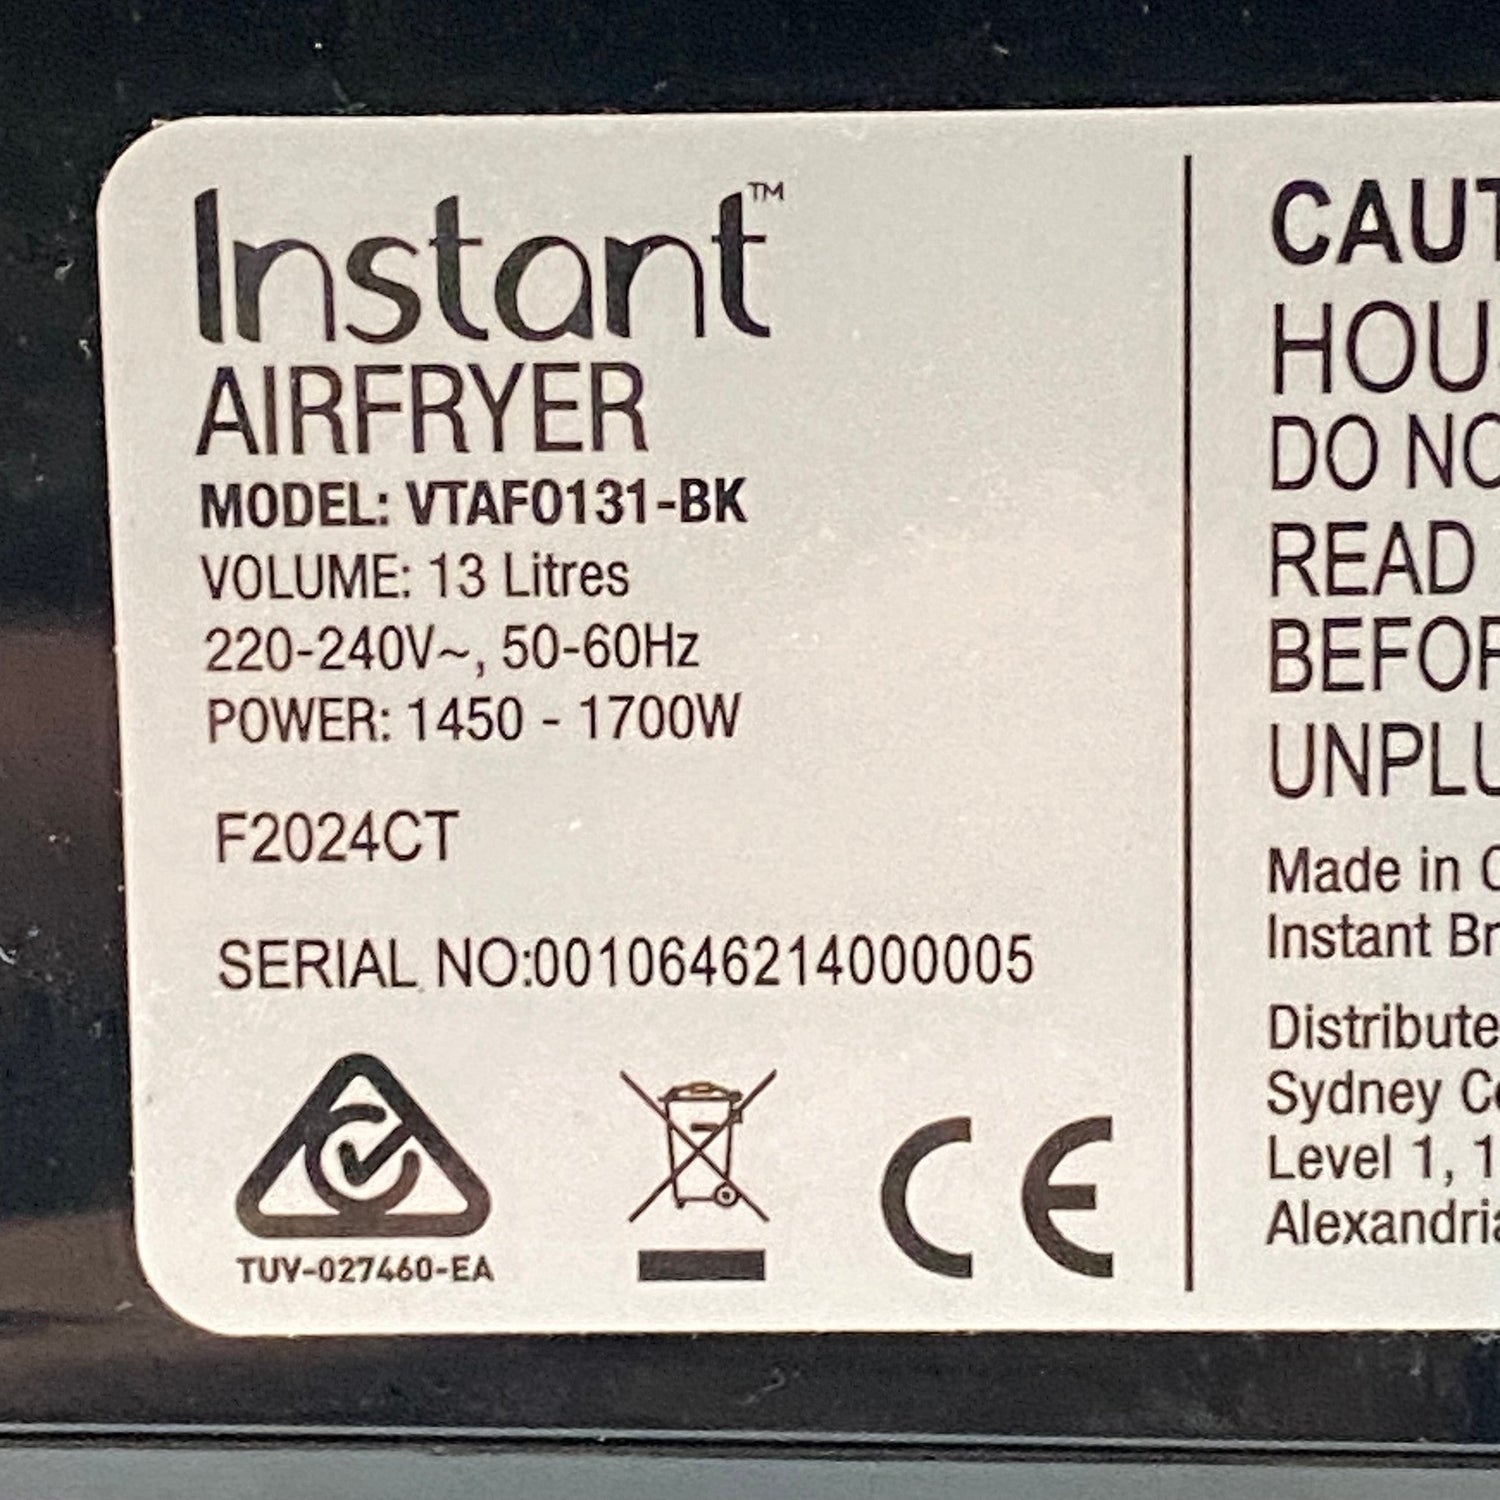 Instant™
AIRFRYER
MODEL: VTAF0131-BK
VOLUME: 13 Litres
220-240V~, 50-60Hz
POWER: 1450 - 1700W
F2024CT
SERIAL NO:0010646214000005
TUV-027460-EA
CE
CAUT
HOU
DO NO
READ
BEFOR
UNPLU
Made in C
Instant Br
Distribute
Sydney Co
Level 1, 1
Alexandria